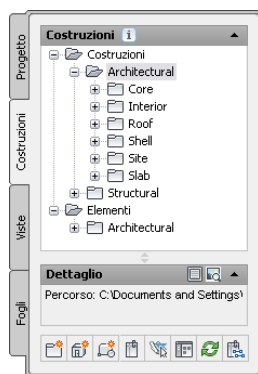 Progetto
Costruzioni
Viste
Fogli
Costruzioni
Costruzioni
Architectural
Core
Interior
Roof
Shell
Site
Slab
Structural
Elementi
Architectural
Dettaglio
Percorso: C:\Documents and Settings\